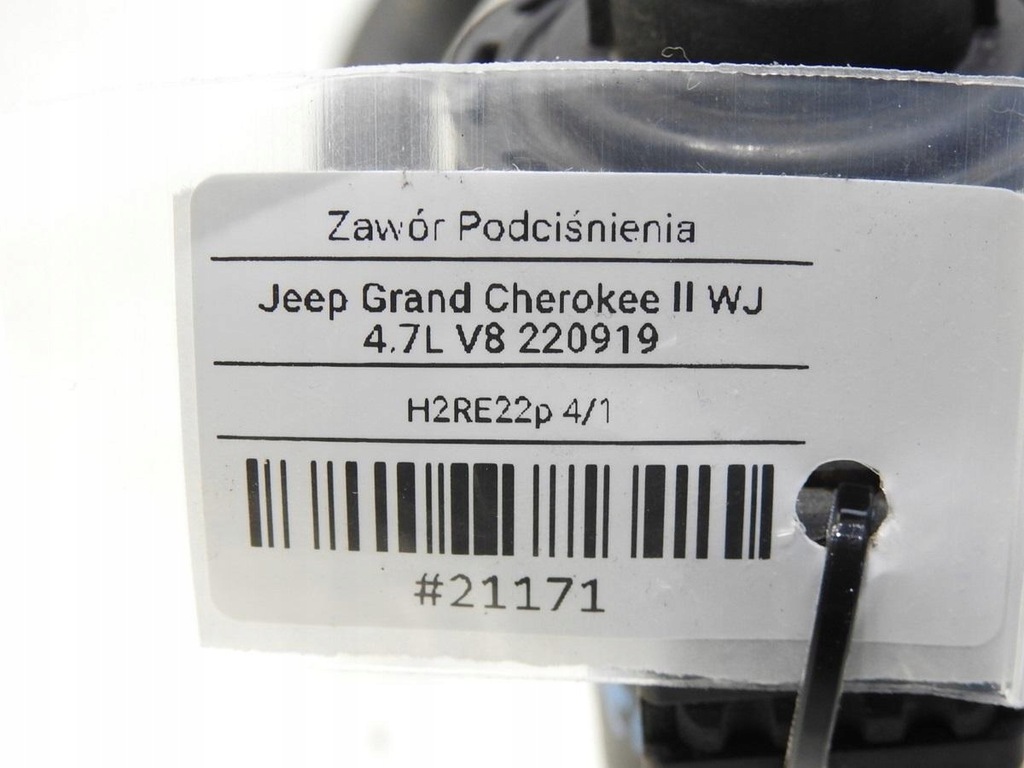 Zawór Podciśnienia
Jeep Grand Cherokee II WJ
4.7L V8 220919
H2RE22p 4/1
#21171